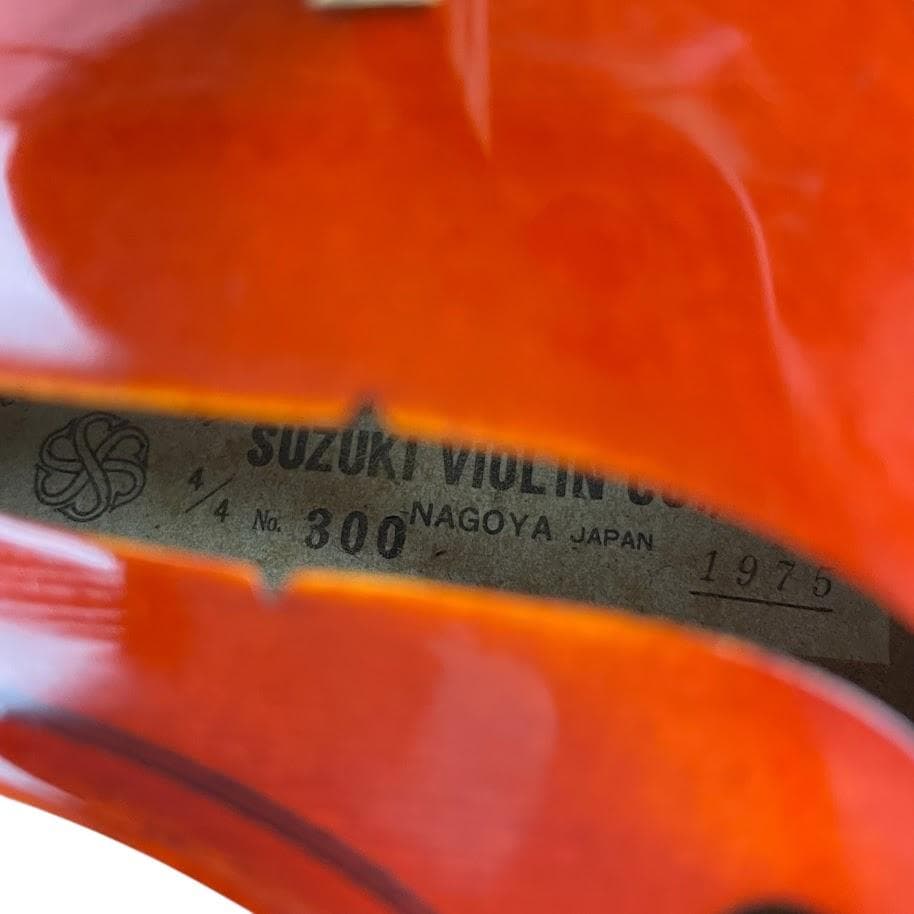 SUZUKI VIOLIN
4/4 No. 300 NAGOYA JAPAN
1975